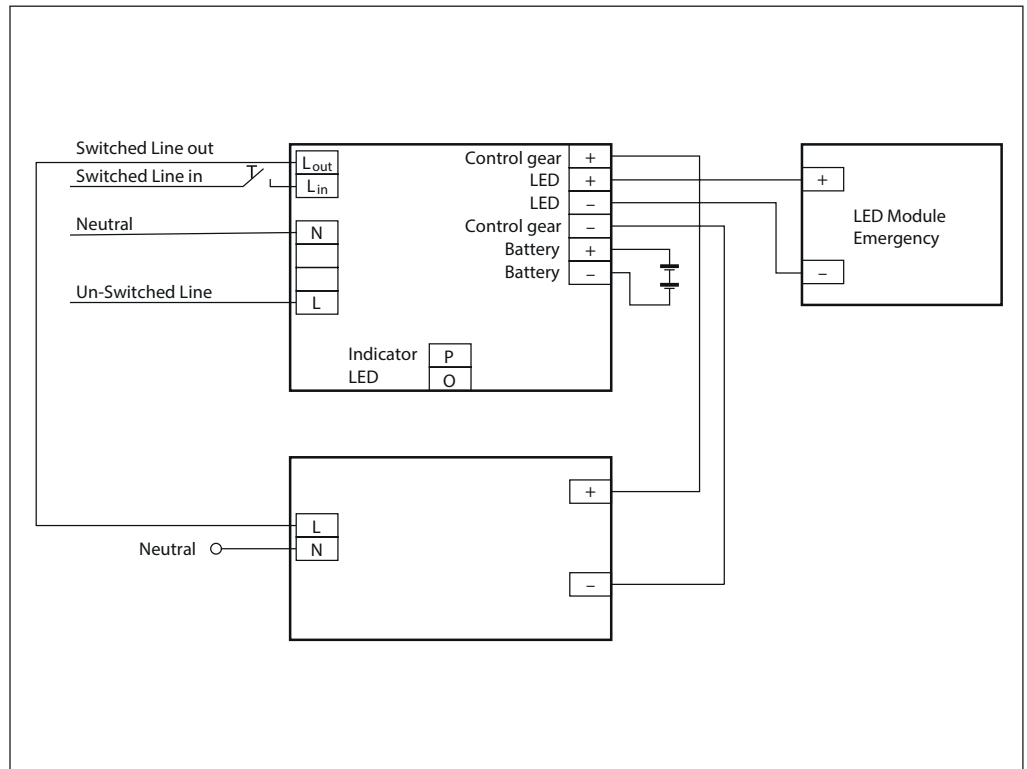 Switched Line out
Switched Line in
Neutral
Un-Switched Line
Lout
Lin
N
L
Indicator P
LED O
Control gear +
LED +
LED –
Control gear –
Battery +
Battery –
+
–
LED Module
Emergency
L
Neutral N
+
–